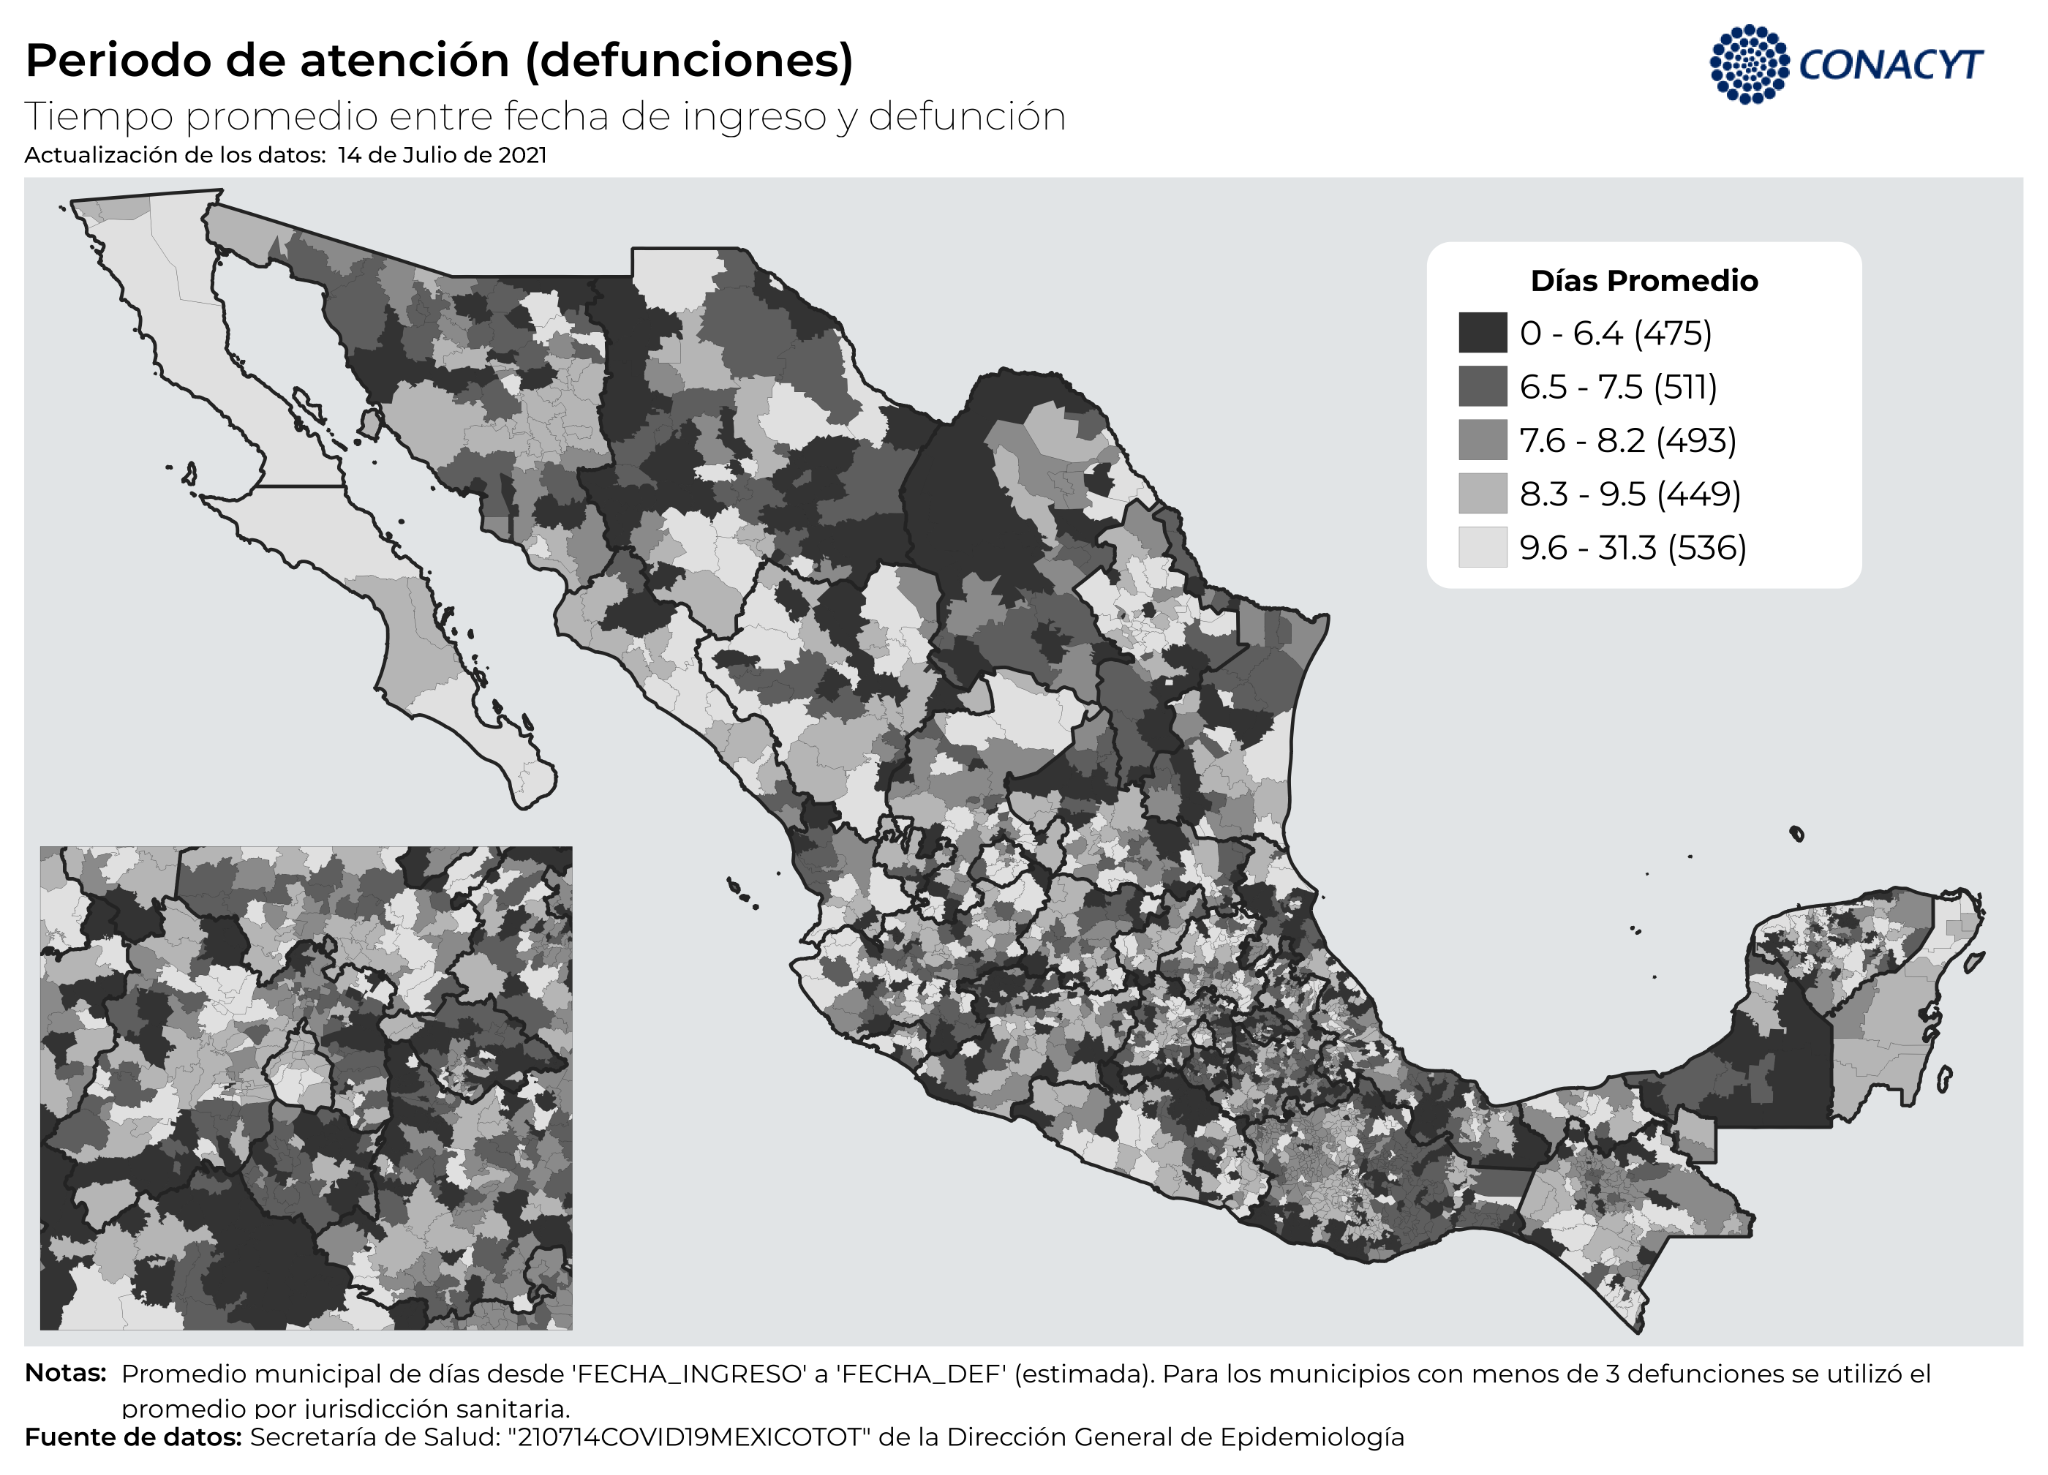 Periodo de atención (defunciones)
CONACYT
Tiempo promedio entre fecha de ingreso y defunción
Actualización de los datos: 14 de Julio de 2021
Días Promedio
0 - 6.4 (475)
6.5 - 7.5 (511)
7.6 - 8.2 (493)
8.3 - 9.5 (449)
9.6 - 31.3 (536)
Notas: Promedio municipal de días desde 'FECHA_INGRESO' a 'FECHA_DEF' (estimada). Para los municipios con menos de 3 defunciones se utilizó el
promedio por jurisdicción sanitaria.
Fuente de datos: Secretaría de Salud: "210714COVID19MEXICOTOT" de la Dirección General de Epidemiología